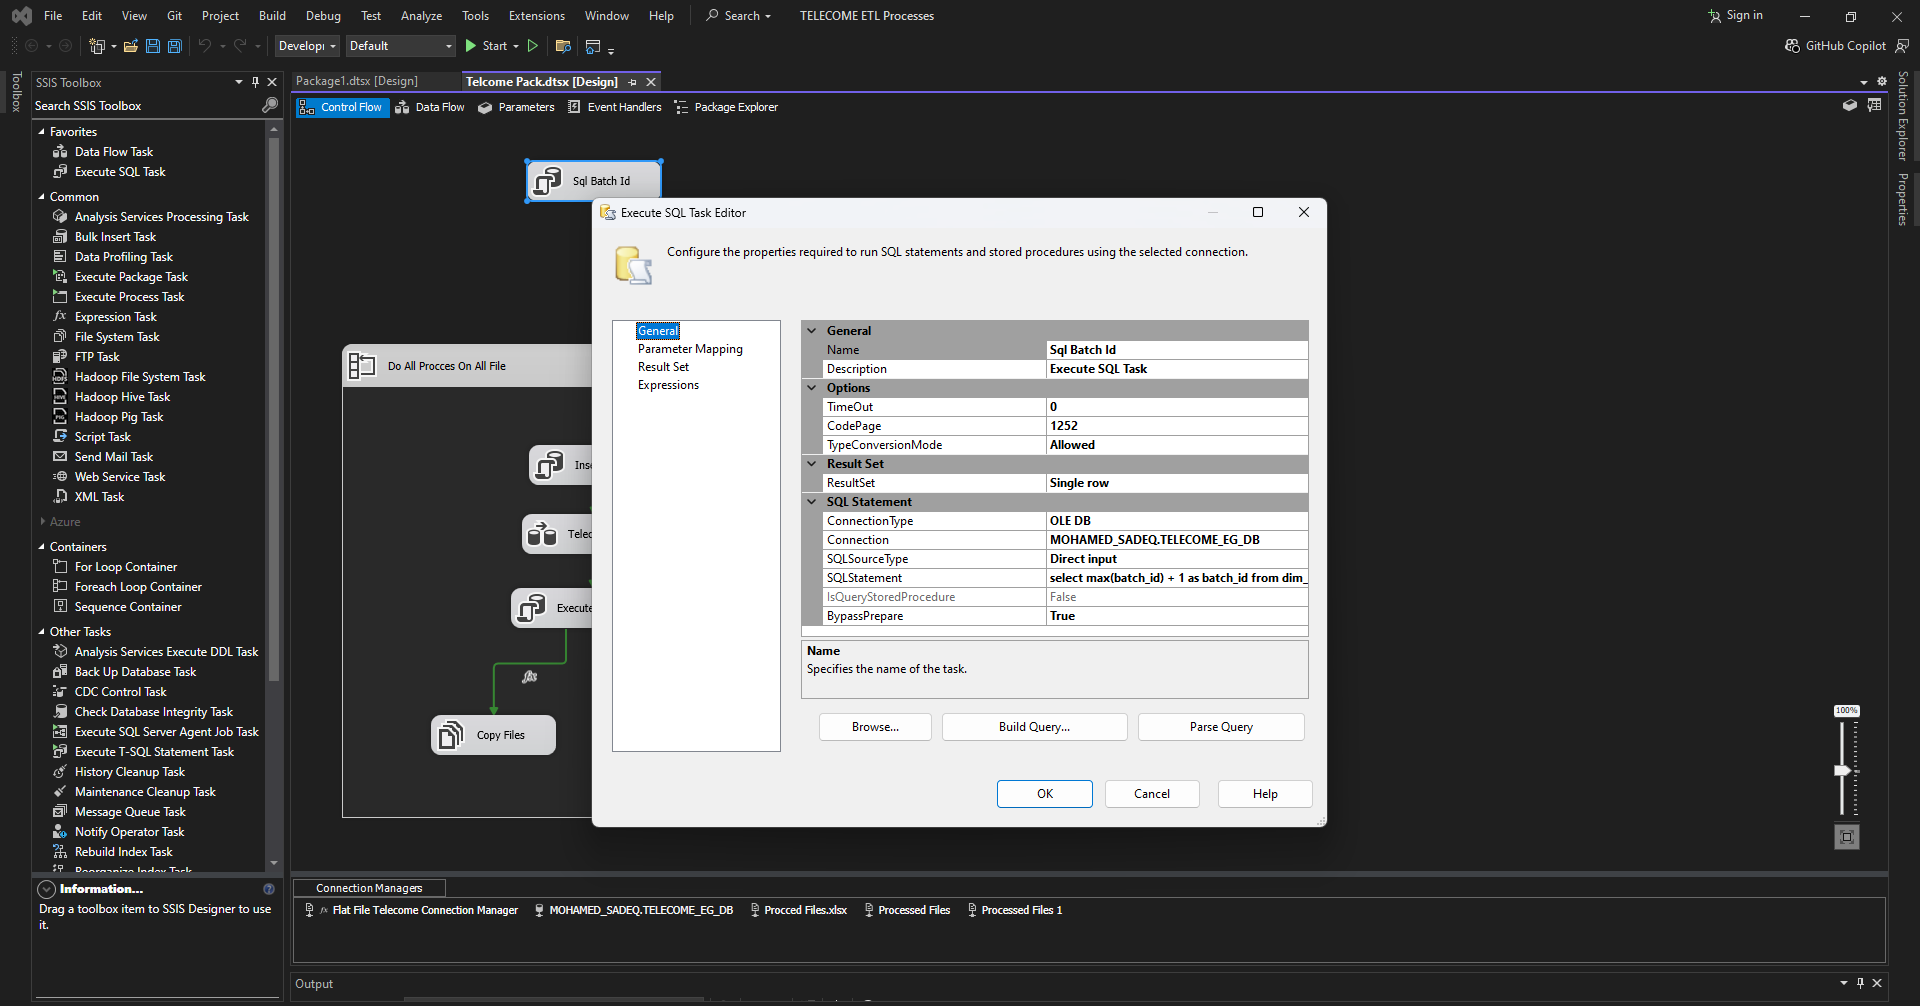 File Edit View Git Project Build Debug Test Analyze Tools Extensions Window Help Search TELECOME ETL Processes Sign in
Develop Default Start GitHub Copilot
Toolbox
SSIS Toolbox
Search SSIS Toolbox
Favorites
Data Flow Task
Execute SQL Task
Common
Analysis Services Processing Task
Bulk Insert Task
Data Profiling Task
Execute Package Task
Execute Process Task
Expression Task
File System Task
FTP Task
Hadoop File System Task
Hadoop Hive Task
Hadoop Pig Task
Script Task
Send Mail Task
Web Service Task
XML Task
Azure
Containers
For Loop Container
Foreach Loop Container
Sequence Container
Other Tasks
Analysis Services Execute DDL Task
Back Up Database Task
CDC Control Task
Check Database Integrity Task
Execute SQL Server Agent Job Task
Execute T-SQL Statement Task
History Cleanup Task
Maintenance Cleanup Task
Message Queue Task
Notify Operator Task
Rebuild Index Task
Reorganize Index Task
Information...
Drag a toolbox item to SSIS Designer to use
it.
Package1.dtsx [Design] Telcome Pack.dtsx [Design]
Control Flow Data Flow Parameters Event Handlers Package Explorer
Sql Batch Id
Do All Procces On All File
Inse
Telec
Execute
fx
Copy Files
Execute SQL Task Editor
Configure the properties required to run SQL statements and stored procedures using the selected connection.
General
Parameter Mapping
Result Set
Expressions
General
Name Sql Batch Id
Description Execute SQL Task
Options
TimeOut 0
CodePage 1252
TypeConversionMode Allowed
Result Set
ResultSet Single row
SQL Statement
ConnectionType OLE DB
Connection MOHAMED_SADEQ.TELECOME_EG_DB
SQLSourceType Direct input
SQLStatement select max(batch_id) + 1 as batch_id from dim_
IsQueryStoredProcedure False
BypassPrepare True
Name
Specifies the name of the task.
Browse... Build Query... Parse Query
OK Cancel Help
100%
Connection Managers
Flat File Telecome Connection Manager MOHAMED_SADEQ.TELECOME_EG_DB Procced Files.xlsx Processed Files Processed Files 1
Output
Solution Explorer
Properties